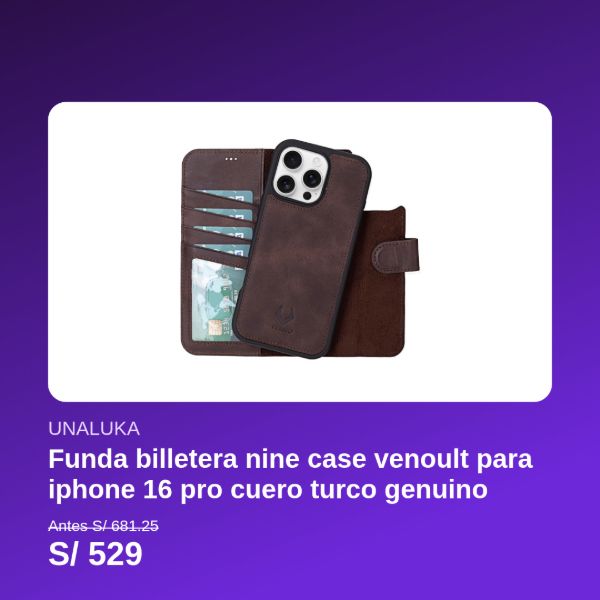 UNALUKA
Funda billetera nine case venoult para
iphone 16 pro cuero turco genuino
Antes S/ 681.25
S/ 529